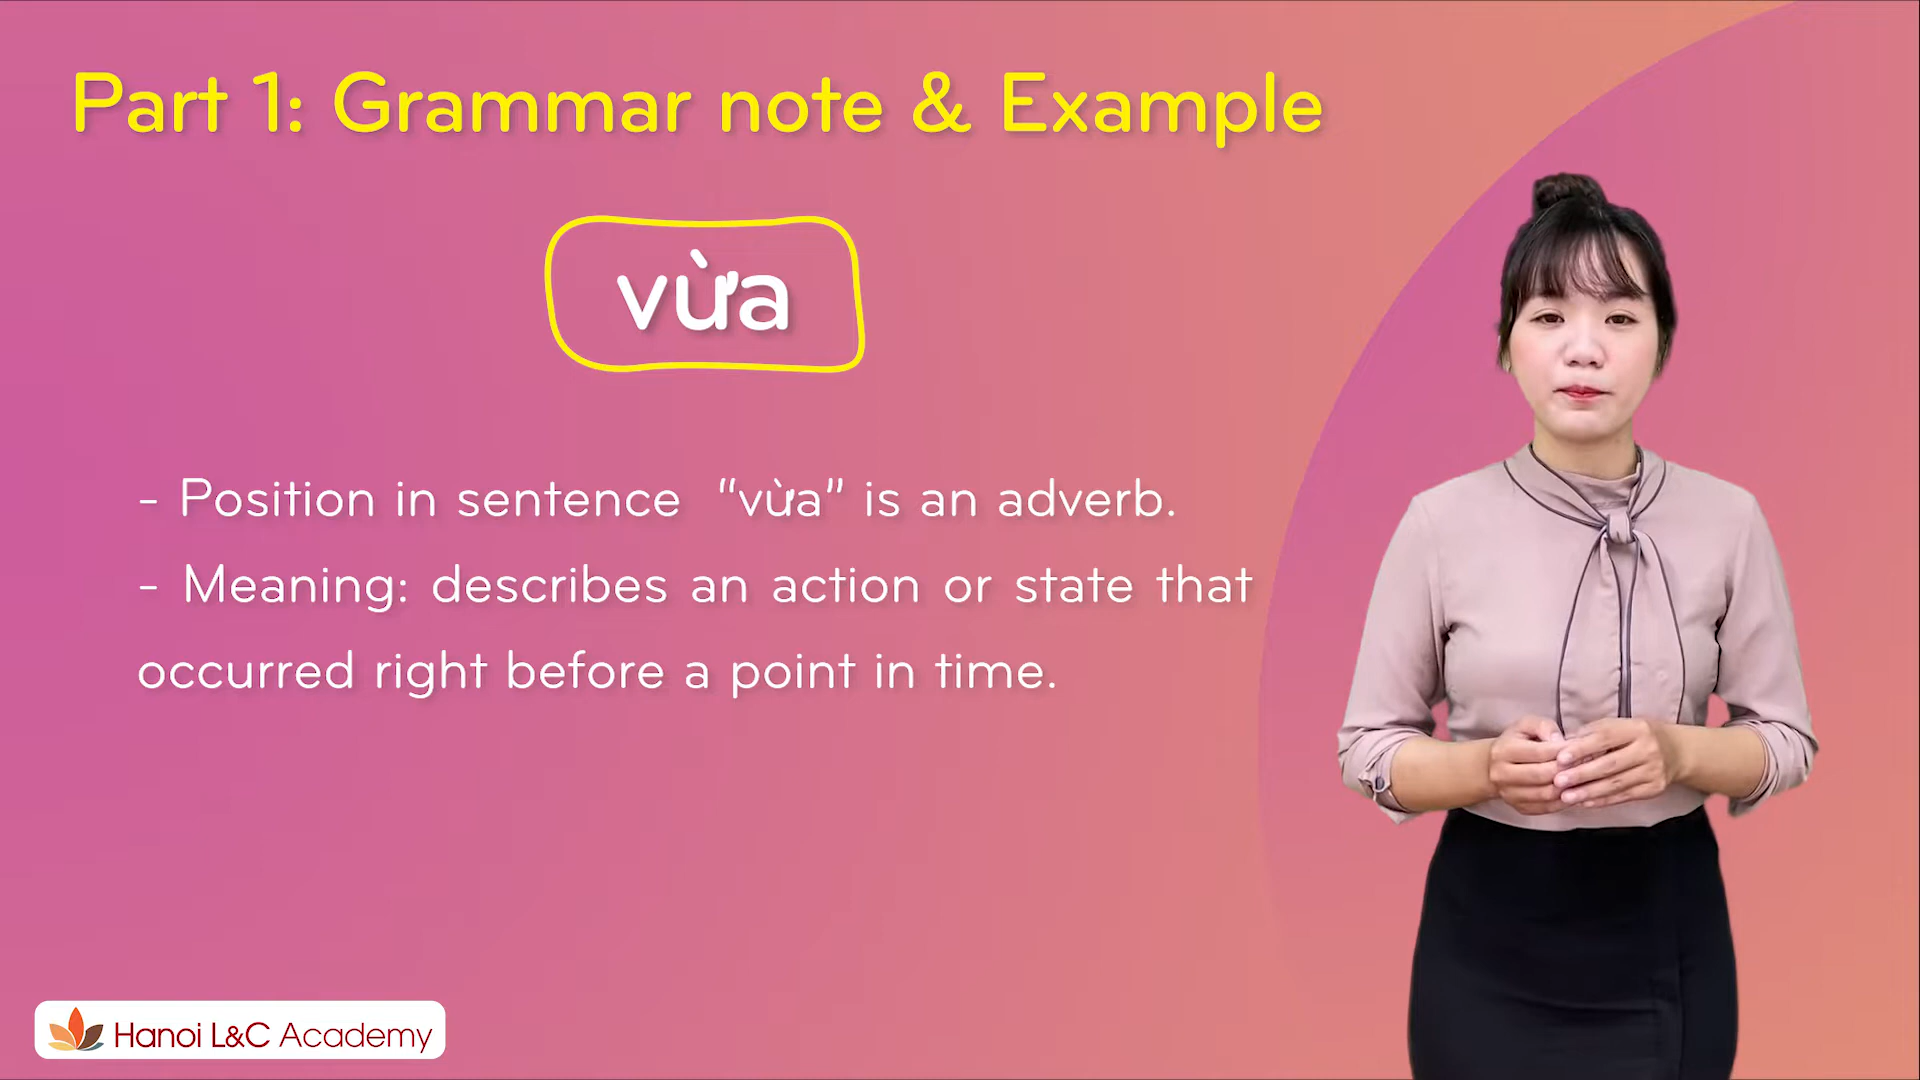 Part 1: Grammar note & Example
vừa
- Position in sentence "vừa" is an adverb.
- Meaning: describes an action or state that
occurred right before a point in time.
Hanoi L&C Academy